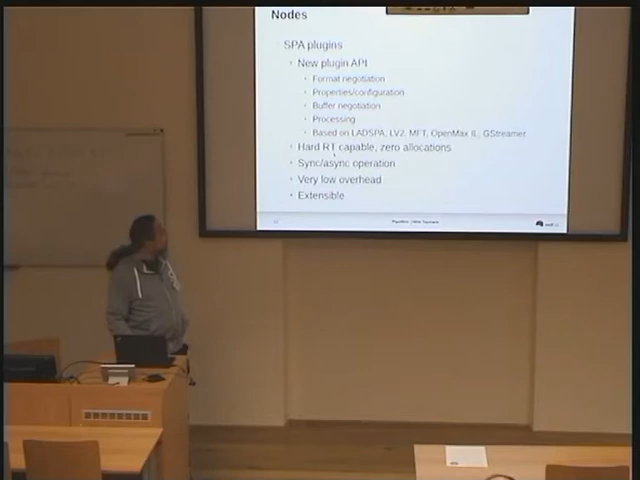 Nodes
SPA plugins
New plugin API
Format negotiation
Properties/configuration
Buffer negotiation
Processing
Based on LADSPA, LV2, MFT, OpenMax IL, GStreamer
Hard RT capable, zero allocations
Sync/async operation
Very low overhead
Extensible